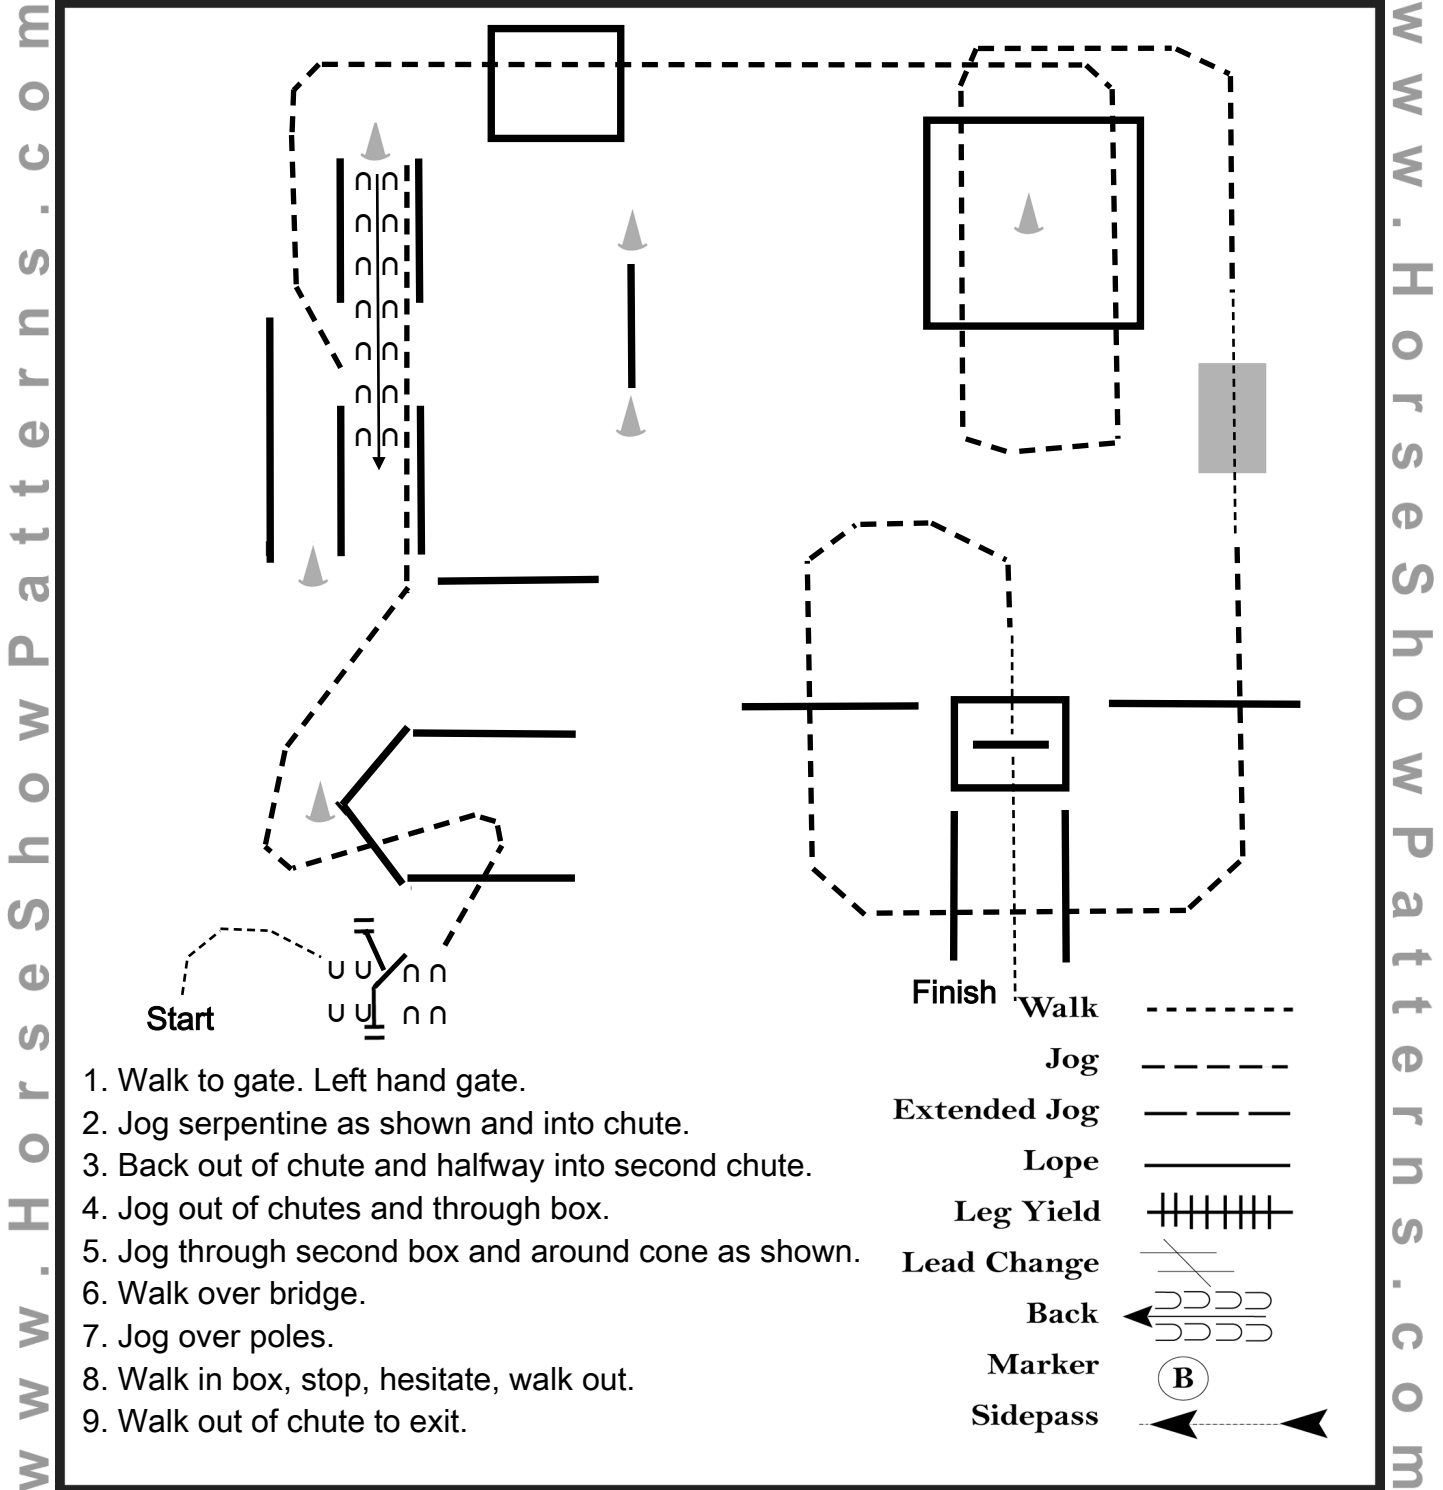 www.HorseShowPatterns.com
www.HorseShowPatterns.com
Start
Finish
1. Walk to gate. Left hand gate.
2. Jog serpentine as shown and into chute.
3. Back out of chute and halfway into second chute.
4. Jog out of chutes and through box.
5. Jog through second box and around cone as shown.
6. Walk over bridge.
7. Jog over poles.
8. Walk in box, stop, hesitate, walk out.
9. Walk out of chute to exit.
Walk
Jog
Extended Jog
Lope
Leg Yield
Lead Change
Back
Marker B
Sidepass